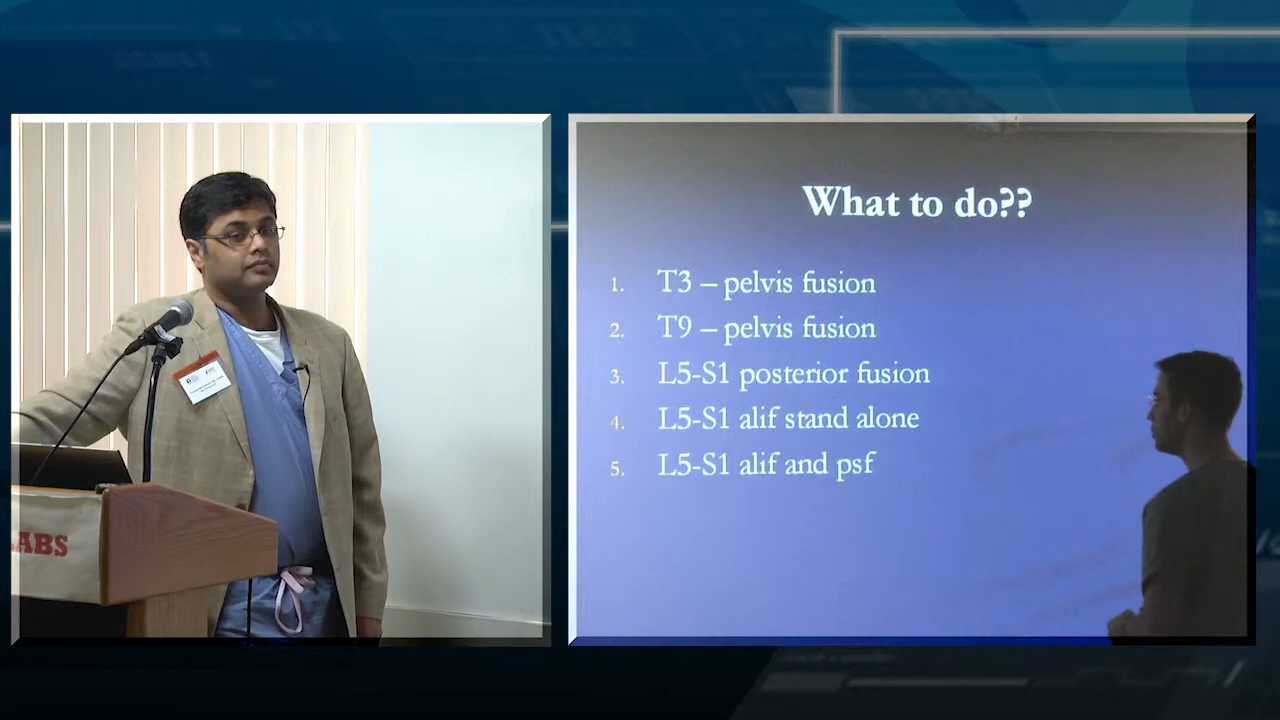 ABS
What to do??
1. T3 – pelvis fusion
2. T9 – pelvis fusion
3. L5-S1 posterior fusion
4. L5-S1 alif stand alone
5. L5-S1 alif and psf